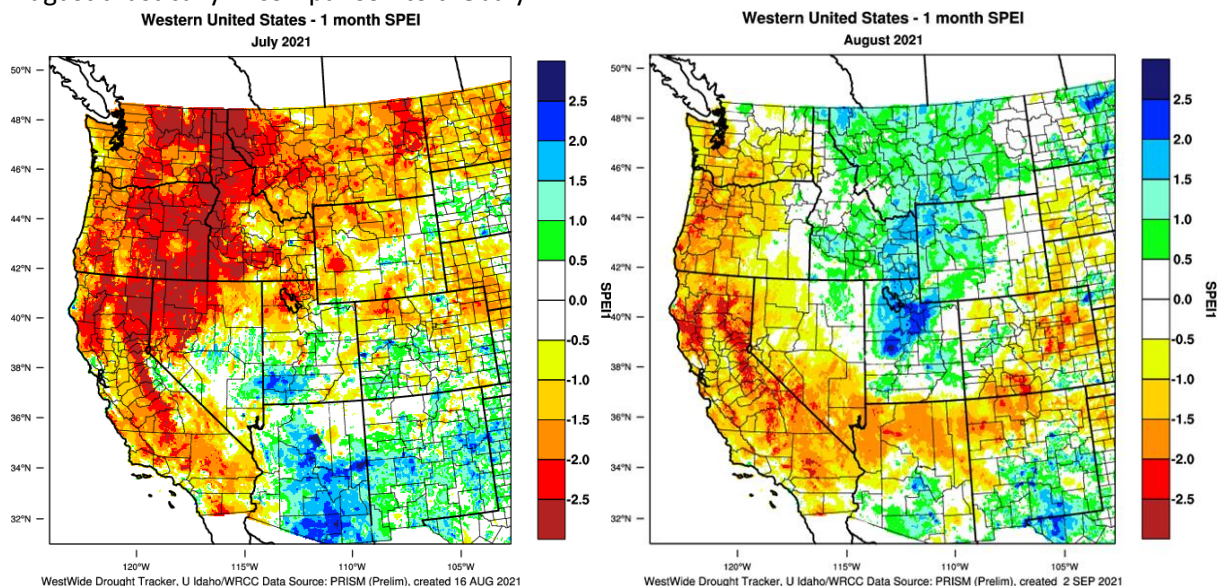 Western United States - 1 month SPEI
July 2021
50°N
48°N
46°N
44°N
42°N
40°N
38°N
36°N
34°N
32°N
120°W
115°W
110°W
105°W
2.5
2.0
1.5
1.0
0.5
0.0
-0.5
-1.0
-1.5
-2.0
-2.5
SPEI1
WestWide Drought Tracker, U Idaho/WRCC Data Source: PRISM (Prelim), created 16 AUG 2021
Western United States - 1 month SPEI
August 2021
50°N
48°N
46°N
44°N
42°N
40°N
38°N
36°N
34°N
32°N
120°W
115°W
110°W
105°W
2.5
2.0
1.5
1.0
0.5
0.0
-0.5
-1.0
-1.5
-2.0
-2.5
SPEI1
WestWide Drought Tracker, U Idaho/WRCC Data Source: PRISM (Prelim), created 2 SEP 2021